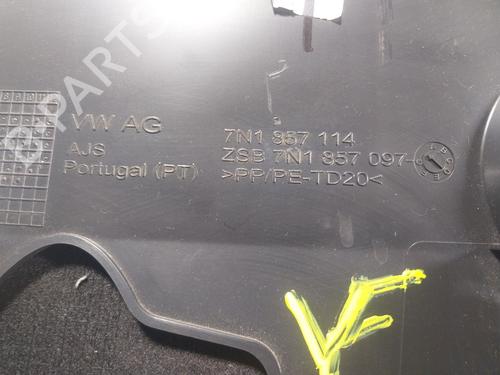 VW AG
AJS
Portugal (PT)
7N1 857 114
ZSB 7N1 857 097-
>PP/PE-TD20<